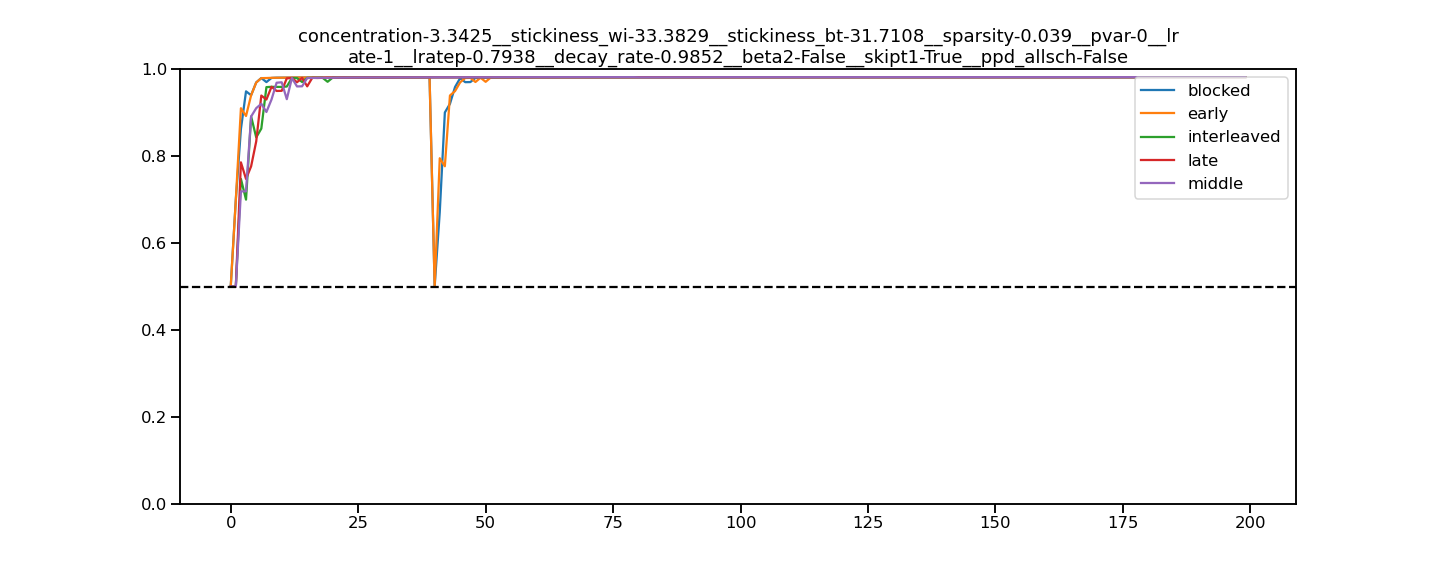 concentration-3.3425__stickiness_wi-33.3829__stickiness_bt-31.7108__sparsity-0.039__pvar-0__lr
ate-1__lratep-0.7938__decay_rate-0.9852__beta2-False__skipt1-True__ppd_allsch-False
1.0
0.8
0.6
0.4
0.2
0.0
blocked
early
interleaved
late
middle
0 25 50 75 100 125 150 175 200